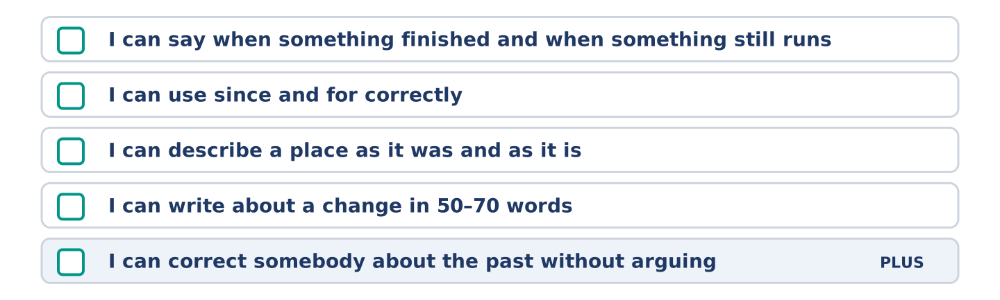 I can say when something finished and when something still runs
I can use since and for correctly
I can describe a place as it was and as it is
I can write about a change in 50–70 words
I can correct somebody about the past without arguing PLUS